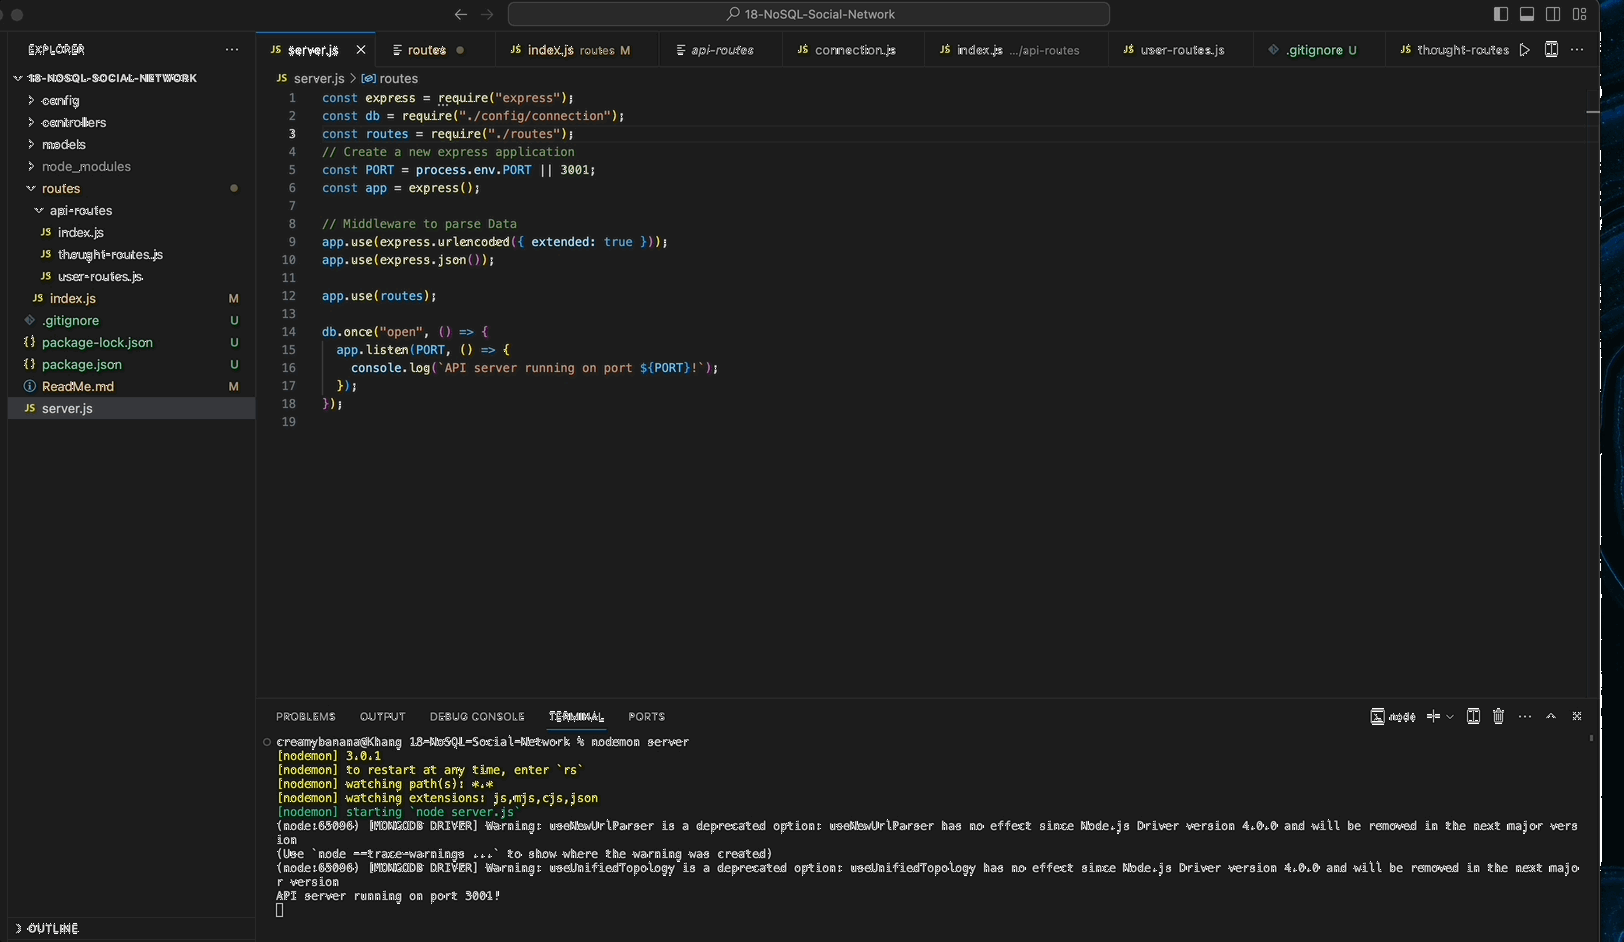 18-NoSQL-Social-Network
EXPLORER
18-NOSQL-SOCIAL-NETWORK
config
controllers
models
node_modules
routes
api-routes
JS index.js
JS thought-routes.js
JS user-routes.js
JS index.js M
.gitignore U
{} package-lock.json U
{} package.json U
ReadMe.md M
JS server.js
OUTLINE
JS server.js
routes
JS index.js routes M
api-routes
JS connection.js
JS index.js .../api-routes
JS user-routes.js
.gitignore U
JS thought-routes
JS server.js > routes
1 const express = require("express");
2 const db = require("./config/connection");
3 const routes = require("./routes");
4 // Create a new express application
5 const PORT = process.env.PORT || 3001;
6 const app = express();
7
8 // Middleware to parse Data
9 app.use(express.urlencoded({ extended: true }));
10 app.use(express.json());
11
12 app.use(routes);
13
14 db.once("open", () => {
15 app.listen(PORT, () => {
16 console.log(`API server running on port ${PORT}!`);
17 });
18 });
19
PROBLEMS OUTPUT DEBUG CONSOLE TERMINAL PORTS
node
creamybanana@Khang 18-NoSQL-Social-Network % nodemon server
[nodemon] 3.0.1
[nodemon] to restart at any time, enter `rs`
[nodemon] watching path(s): *.*
[nodemon] watching extensions: js,mjs,cjs,json
[nodemon] starting `node server.js`
(node:65096) [MONGODB DRIVER] Warning: useNewUrlParser is a deprecated option: useNewUrlParser has no effect since Node.js Driver version 4.0.0 and will be removed in the next major vers
ion
(Use `node --trace-warnings ...` to show where the warning was created)
(node:65096) [MONGODB DRIVER] Warning: useUnifiedTopology is a deprecated option: useUnifiedTopology has no effect since Node.js Driver version 4.0.0 and will be removed in the next majo
r version
API server running on port 3001!